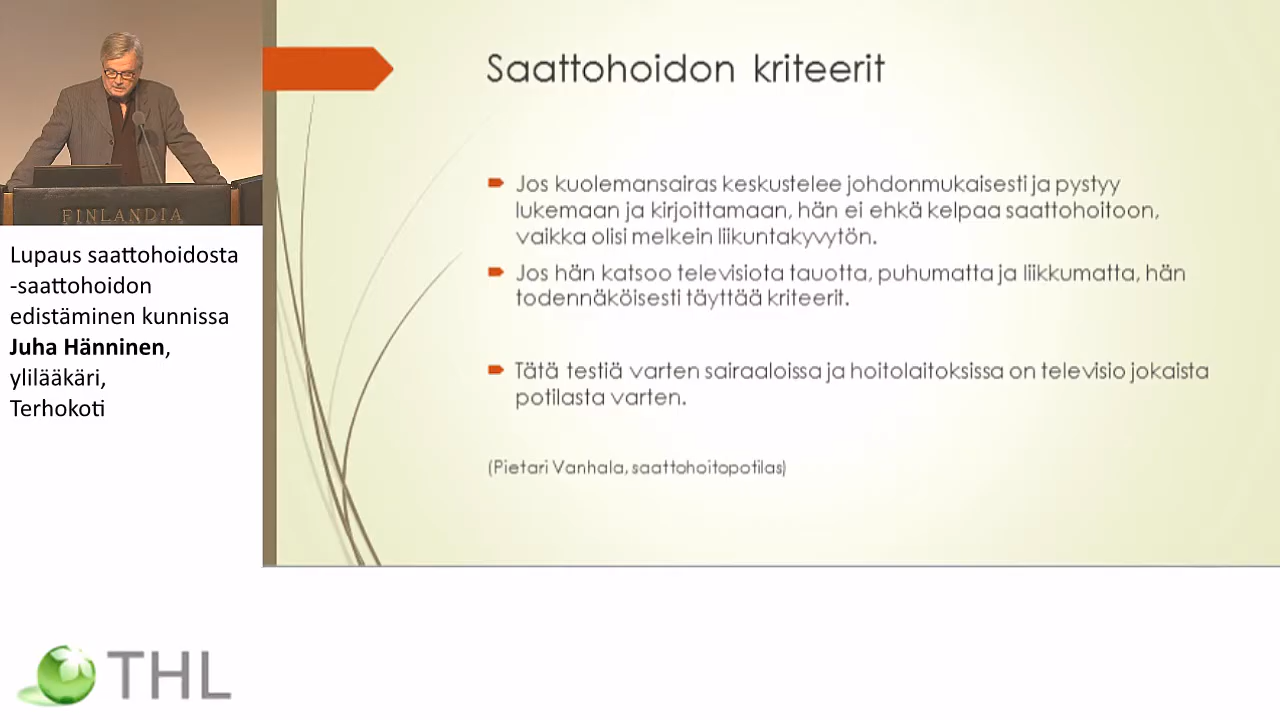 Saattohoidon kriteerit
Jos kuolemansairas keskustelee johdonmukaisesti ja pystyy
lukemaan ja kirjoittamaan, hän ei ehkä kelpaa saattohoitoon,
vaikka olisi melkein liikuntakyvytön.
Jos hän katsoo televisiota tauotta, puhumatta ja liikkumatta, hän
todennäköisesti täyttää kriteerit.
Tätä testiä varten sairaaloissa ja hoitolaitoksissa on televisio jokaista
potilasta varten.
(Pietari Vanhala, saattohoitopotilas)
FINLANDIA
Lupaus saattohoidosta
-saattohoidon
edistäminen kunnissa
Juha Hänninen,
ylilääkäri,
Terhokoti
THL